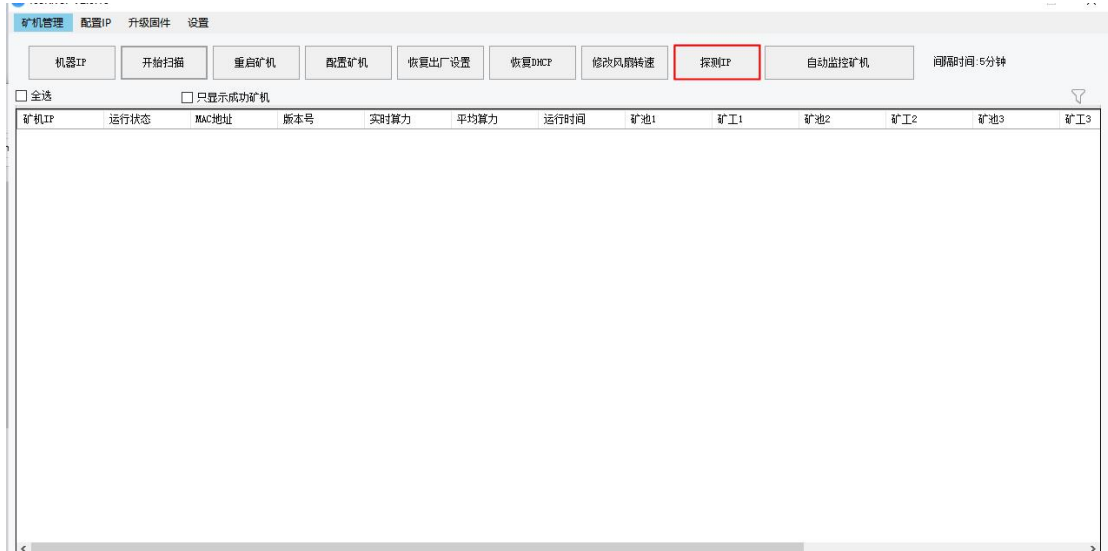 矿机管理 配置IP 升级固件 设置
机器IP 开始扫描 重启矿机 配置矿机 恢复出厂设置 恢复DHCP 修改风扇转速 探测IP 自动监控矿机 间隔时间:5分钟
全选 只显示成功矿机
矿机IP 运行状态 MAC地址 版本号 实时算力 平均算力 运行时间 矿池1 矿工1 矿池2 矿工2 矿池3 矿工3